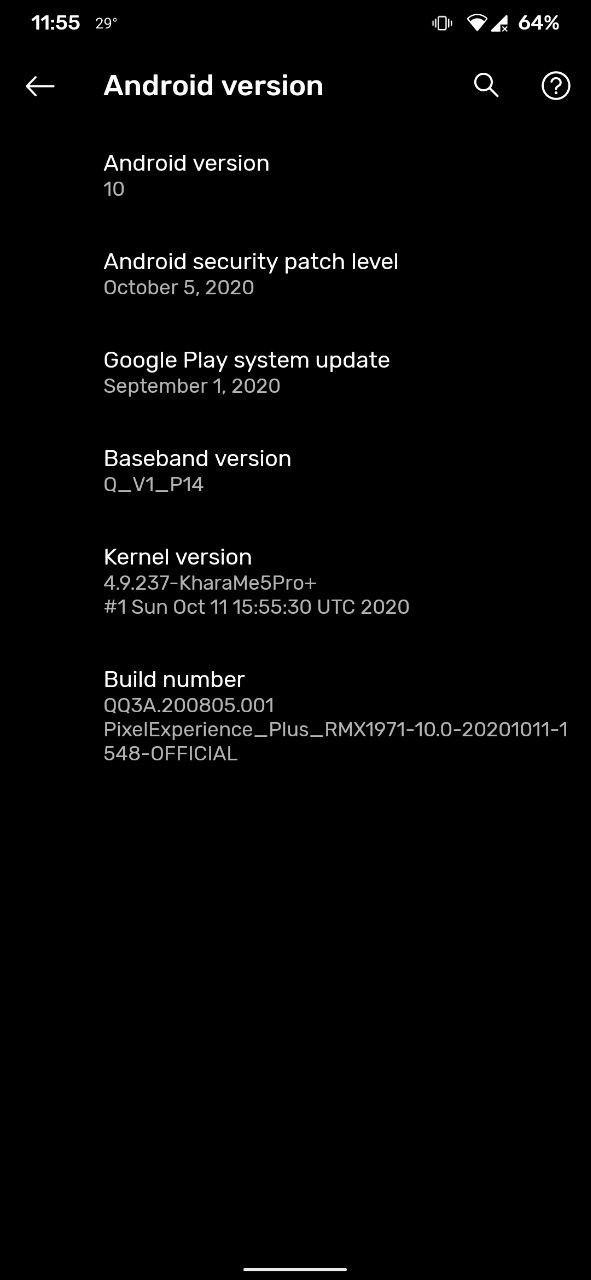 11:55 29° 64%
Android version
Android version
10
Android security patch level
October 5, 2020
Google Play system update
September 1, 2020
Baseband version
Q_V1_P14
Kernel version
4.9.237-KharaMe5Pro+
#1 Sun Oct 11 15:55:30 UTC 2020
Build number
QQ3A.200805.001
PixelExperience_Plus_RMX1971-10.0-20201011-1
548-OFFICIAL